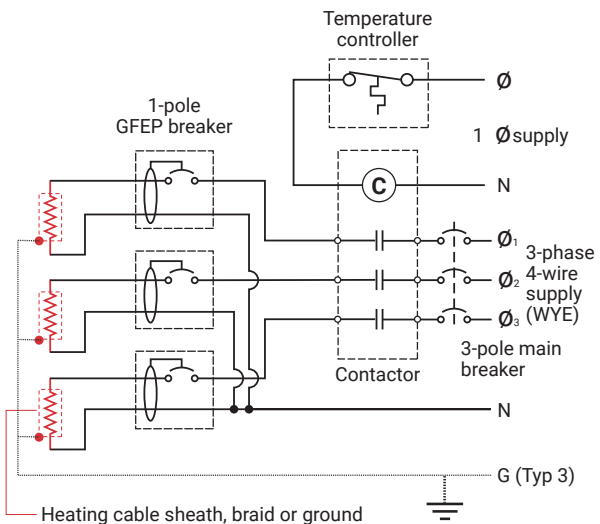 Temperature
controller
1-pole
GFEP breaker
Ø
1 Ø supply
C
N
Ø1
Ø2
Ø3
3-phase
4-wire
supply
(WYE)
3-pole main
breaker
Contactor
N
G (Typ 3)
Heating cable sheath, braid or ground